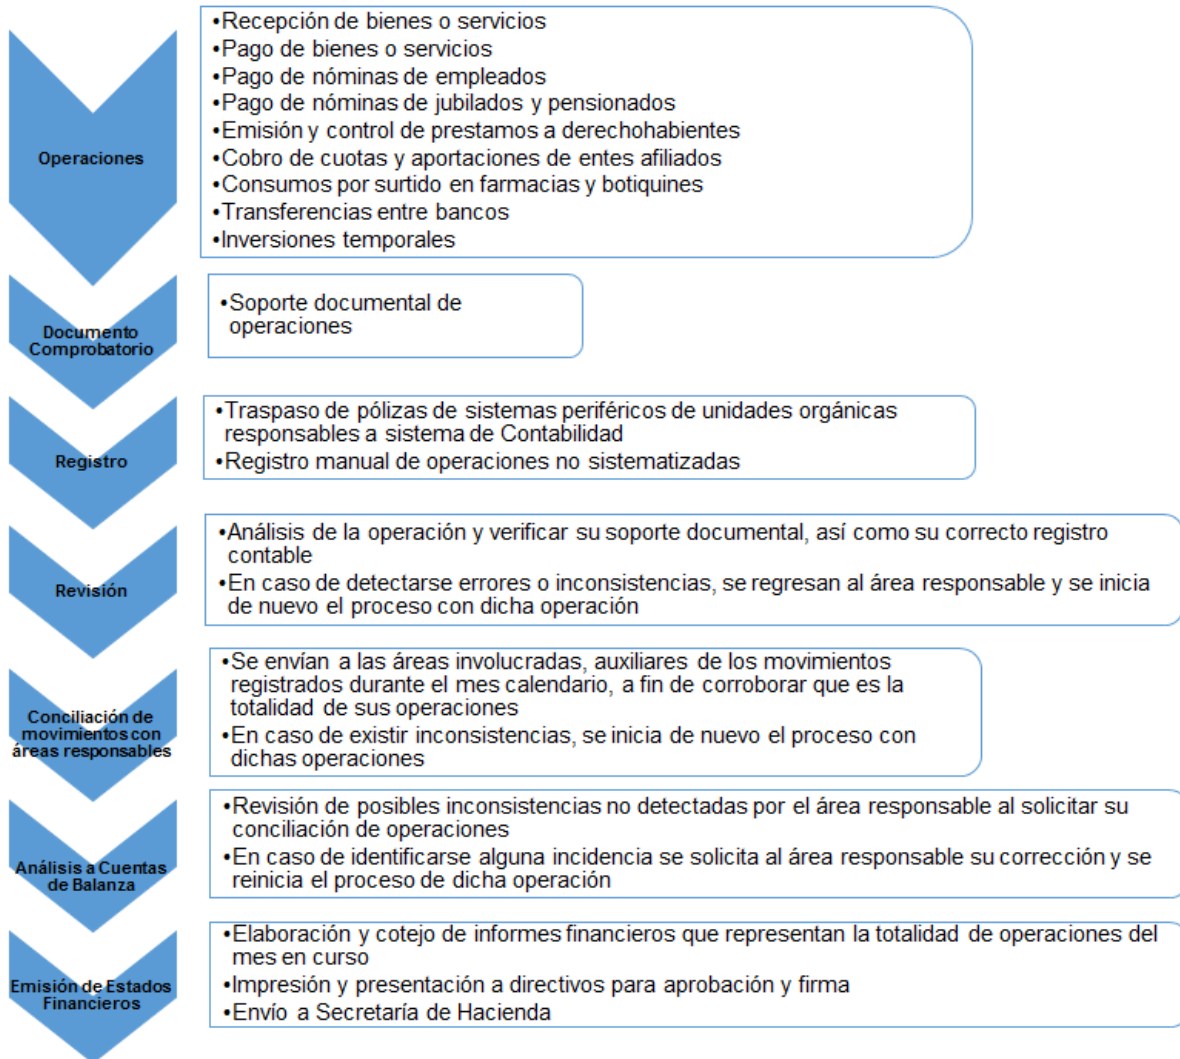 Operaciones
•Recepción de bienes o servicios
•Pago de bienes o servicios
•Pago de nóminas de empleados
•Pago de nóminas de jubilados y pensionados
•Emisión y control de prestamos a derechohabientes
•Cobro de cuotas y aportaciones de entes afiliados
•Consumos por surtido en farmacias y botiquines
•Transferencias entre bancos
•Inversiones temporales
Documento
Comprobatorio
•Soporte documental de
operaciones
Registro
•Traspaso de pólizas de sistemas periféricos de unidades orgánicas
responsables a sistema de Contabilidad
•Registro manual de operaciones no sistematizadas
Revisión
•Análisis de la operación y verificar su soporte documental, así como su correcto registro
contable
•En caso de detectarse errores o inconsistencias, se regresan al área responsable y se inicia
de nuevo el proceso con dicha operación
Conciliación de
movimientos con
áreas responsables
•Se envían a las áreas involucradas, auxiliares de los movimientos
registrados durante el mes calendario, a fin de corroborar que es la
totalidad de sus operaciones
•En caso de existir inconsistencias, se inicia de nuevo el proceso con
dichas operaciones
Análisis a Cuentas
de Balanza
•Revisión de posibles inconsistencias no detectadas por el área responsable al solicitar su
conciliación de operaciones
•En caso de identificarse alguna incidencia se solicita al área responsable su corrección y se
reinicia el proceso de dicha operación
Emisión de Estados
Financieros
•Elaboración y cotejo de informes financieros que representan la totalidad de operaciones del
mes en curso
•Impresión y presentación a directivos para aprobación y firma
•Envío a Secretaría de Hacienda